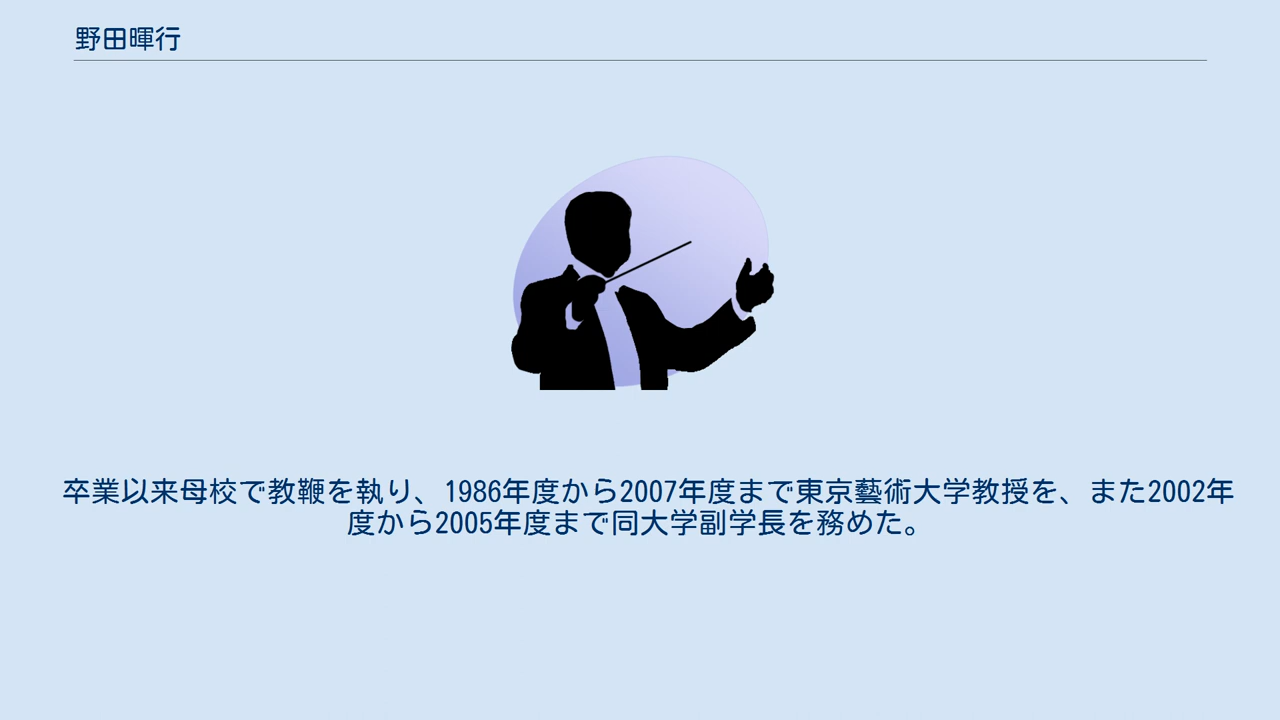 野田暉行
卒業以来母校で教鞭を執り、1986年度から2007年度まで東京藝術大学教授を、また2002年
度から2005年度まで同大学副学長を務めた。